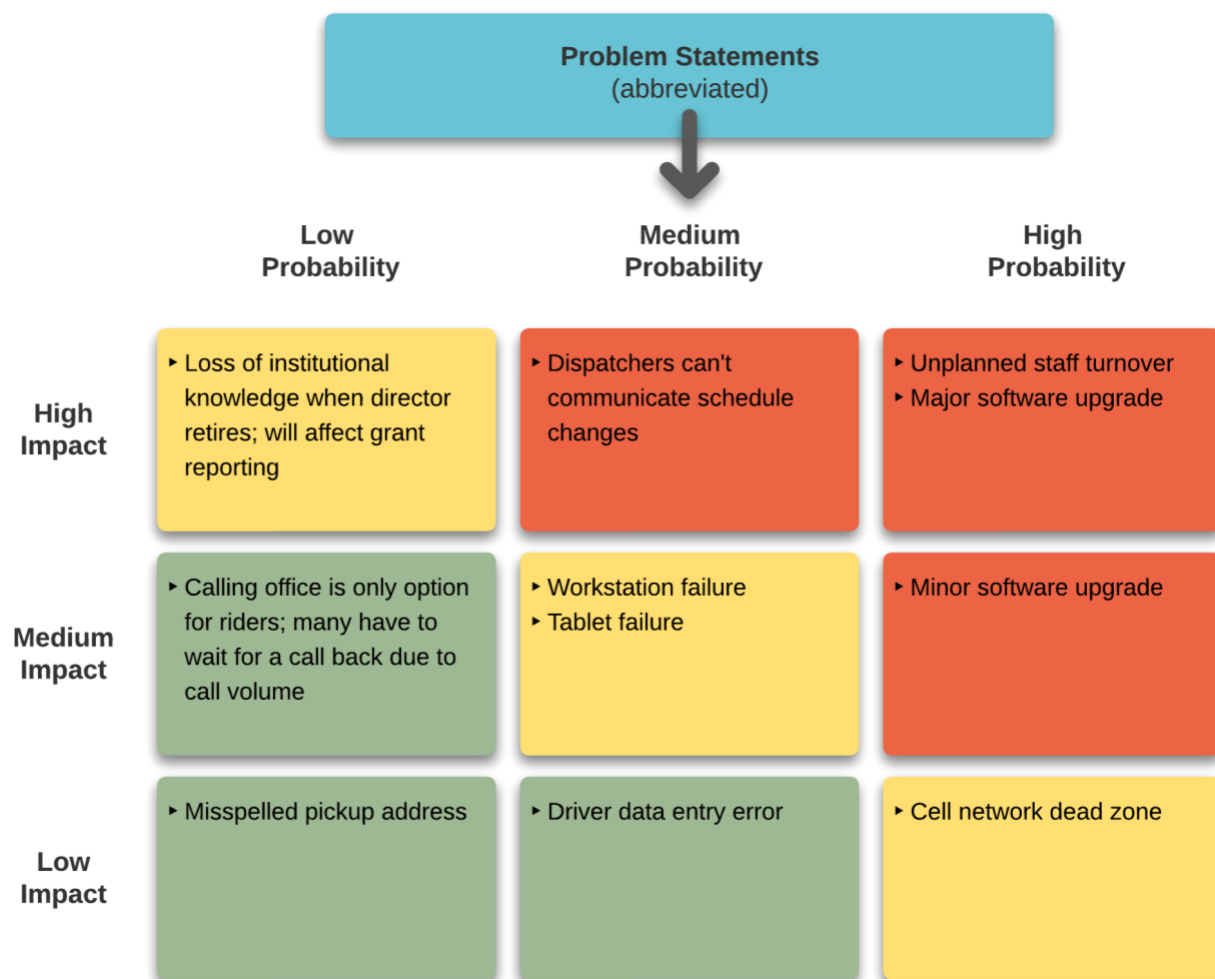 Problem Statements
(abbreviated)
Low
Probability
Medium
Probability
High
Probability
High
Impact
‣ Loss of institutional
knowledge when director
retires; will affect grant
reporting
‣ Dispatchers can't
communicate schedule
changes
‣ Unplanned staff turnover
‣ Major software upgrade
Medium
Impact
‣ Calling office is only option
for riders; many have to
wait for a call back due to
call volume
‣ Workstation failure
‣ Tablet failure
‣ Minor software upgrade
Low
Impact
‣ Misspelled pickup address
‣ Driver data entry error
‣ Cell network dead zone